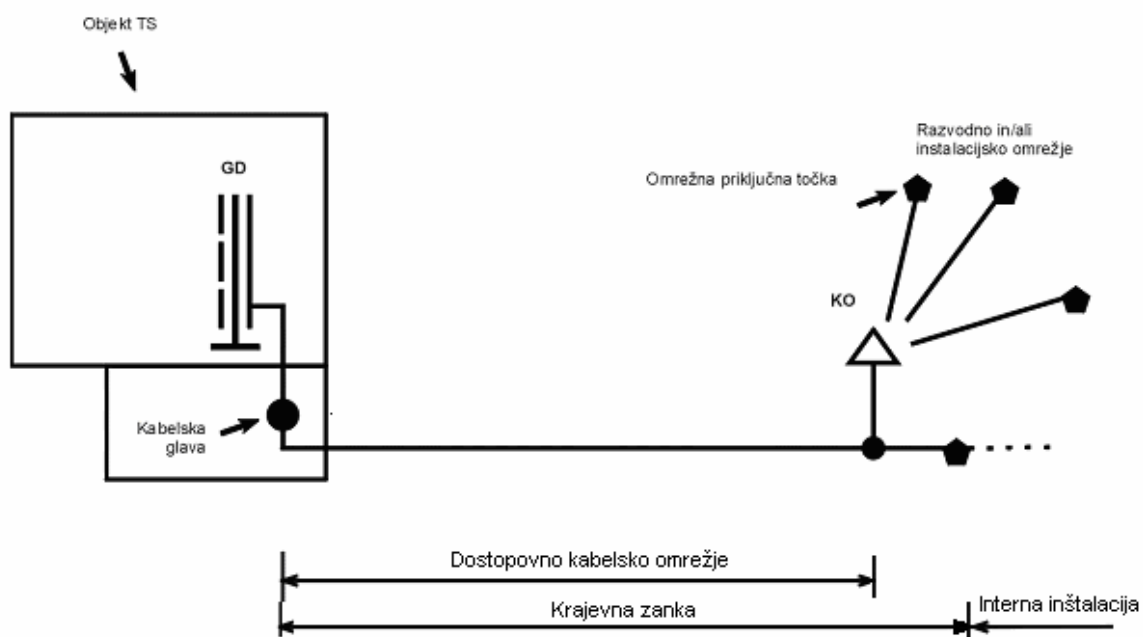 Objekt TS
GD
Razvodno in/ali
instalacijsko omrežje
Omrežna priključna točka
KO
Kabelska
glava
Dostopovno kabelsko omrežje
Krajevna zanka
Interna inštalacija